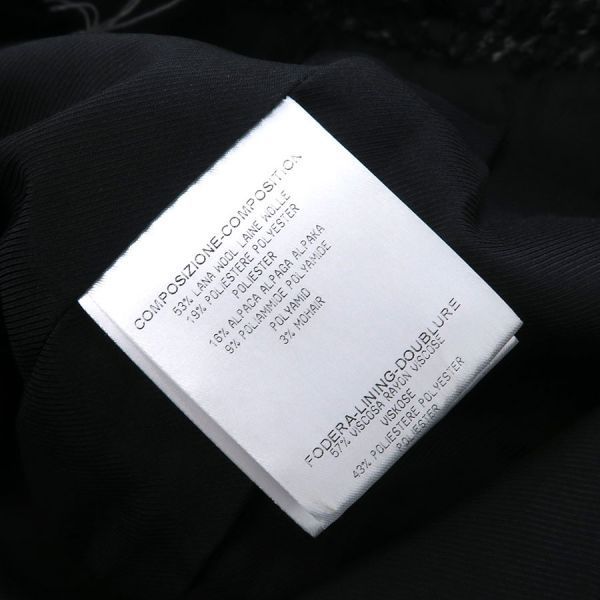 COMPOSIZIONE-COMPOSITION
53% LANA WOOL LAINE WOLLE
19% POLIESTERE POLYESTER
POLIESTER
16% ALPACA ALPAGA ALPAKA
9% POLIAMMIDE POLYAMIDE
POLYAMID
3% MOHAIR
FODERA-LINING-DOUBLURE
57% VISCOSA RAYON VISCOSE
VISKOSE
43% POLIESTERE POLYESTER
POLYESTER